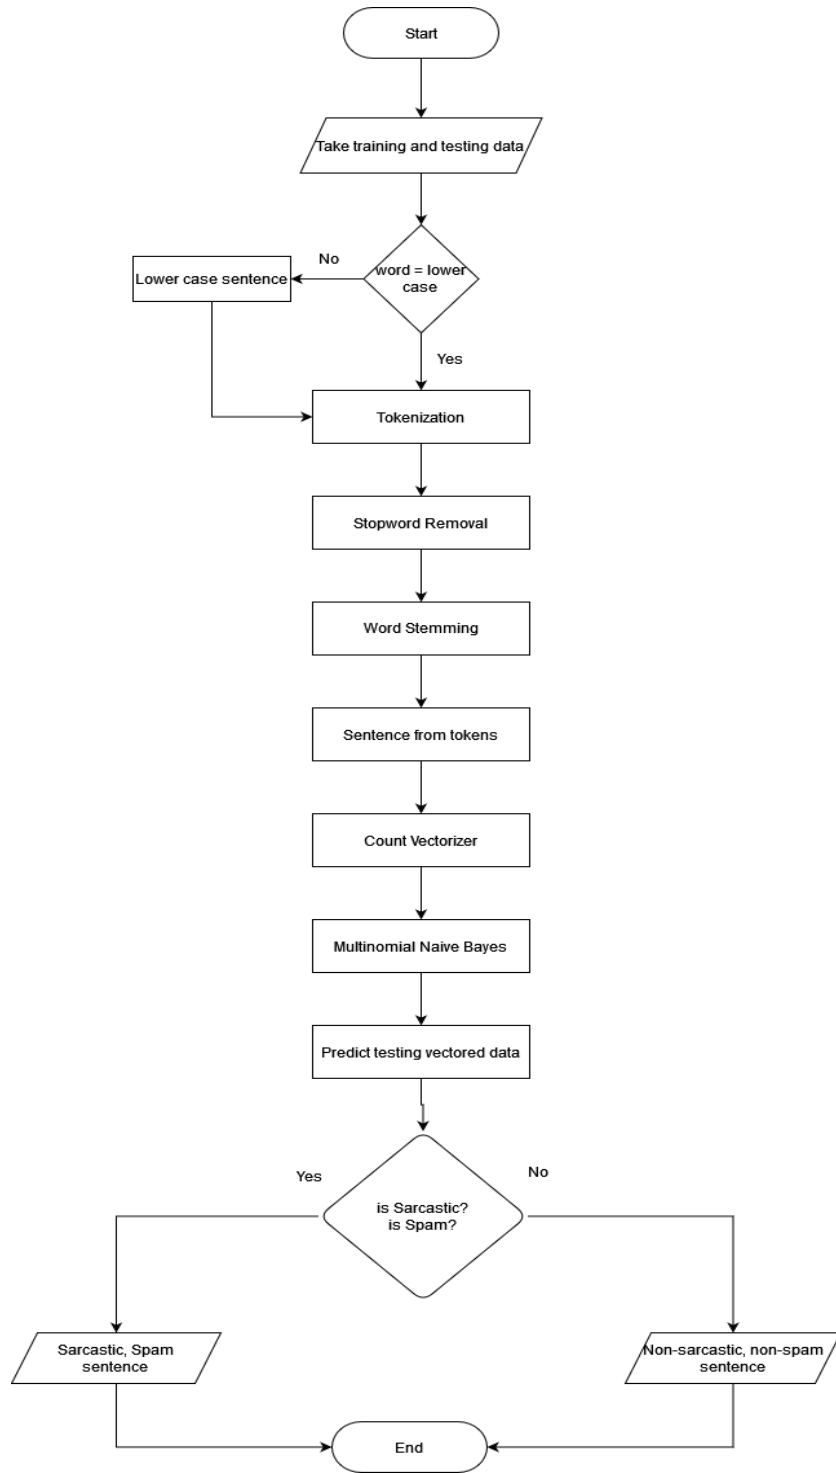 Start
Take training and testing data
word = lower
case
No
Lower case sentence
Yes
Tokenization
Stopword Removal
Word Stemming
Sentence from tokens
Count Vectorizer
Multinomial Naive Bayes
Predict testing vectored data
is Sarcastic?
is Spam?
Yes
No
Sarcastic, Spam
sentence
Non-sarcastic, non-spam
sentence
End